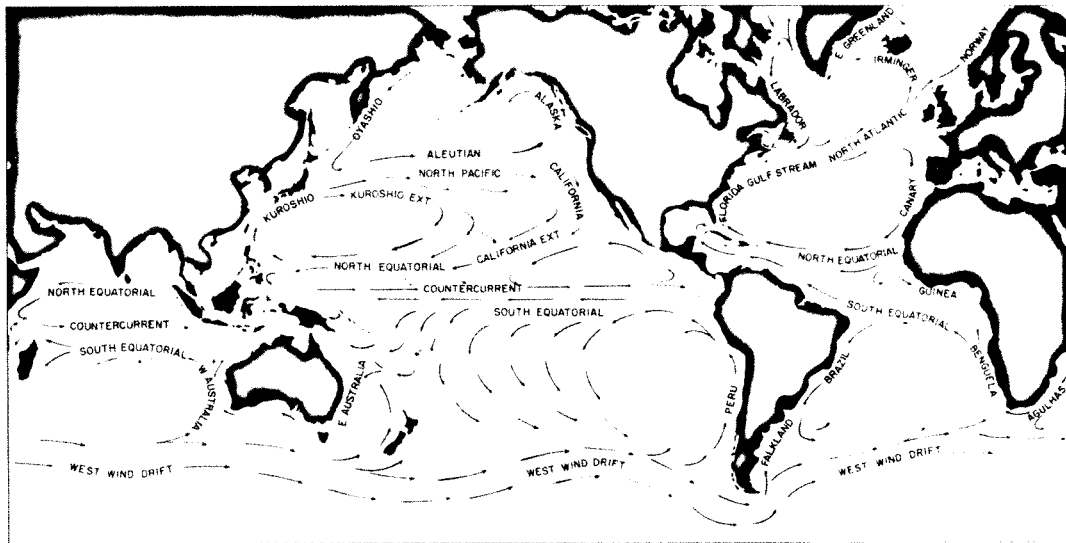 E. GREENLAND
IRMINGER
NORWAY
LABRADOR
NORTH ATLANTIC
GULF STREAM
FLORIDA
CANARY
OYASHIO
ALASKA
ALEUTIAN
NORTH PACIFIC
CALIFORNIA
KUROSHIO
KUROSHIO EXT
CALIFORNIA EXT
NORTH EQUATORIAL
NORTH EQUATORIAL
NORTH EQUATORIAL
COUNTERCURRENT
GUINEA
COUNTERCURRENT
SOUTH EQUATORIAL
SOUTH EQUATORIAL
SOUTH EQUATORIAL
W AUSTRALIA
E AUSTRALIA
PERU
BRAZIL
BENGUELA
AGULHAS
FALKLAND
WEST WIND DRIFT
WEST WIND DRIFT
WEST WIND DRIFT